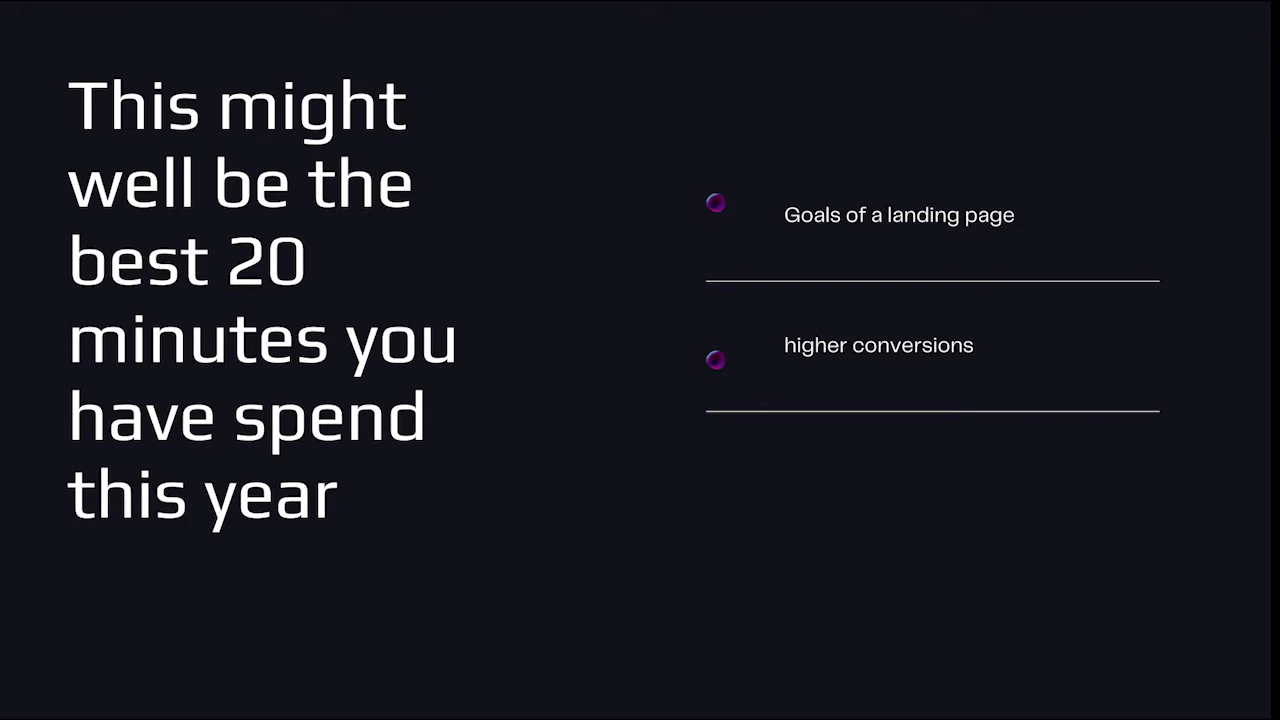 This might
well be the
best 20
minutes you
have spend
this year
Goals of a landing page
higher conversions